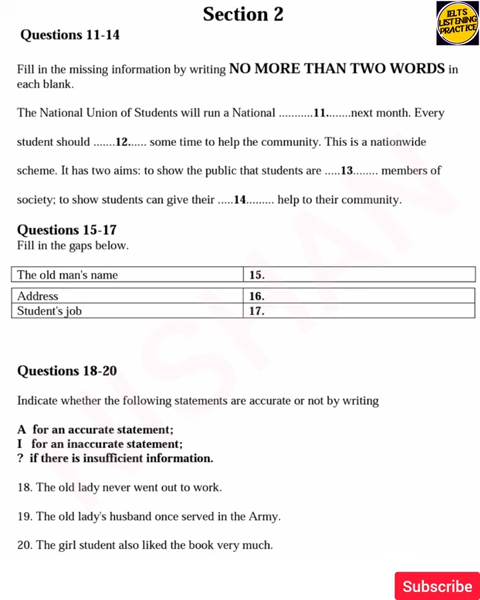 Section 2
IELTS
LISTENING
PRACTICE
Questions 11-14
Fill in the missing information by writing NO MORE THAN TWO WORDS in
each blank.
The National Union of Students will run a National ...........11........next month. Every
student should .......12...... some time to help the community. This is a nationwide
scheme. It has two aims: to show the public that students are .....13........ members of
society; to show students can give their .....14......... help to their community.
Questions 15-17
Fill in the gaps below.
The old man's name 15.
Address 16.
Student's job 17.
NISHAN
Questions 18-20
Indicate whether the following statements are accurate or not by writing
A for an accurate statement;
I for an inaccurate statement;
? if there is insufficient information.
18. The old lady never went out to work.
19. The old lady's husband once served in the Army.
20. The girl student also liked the book very much.
Subscribe